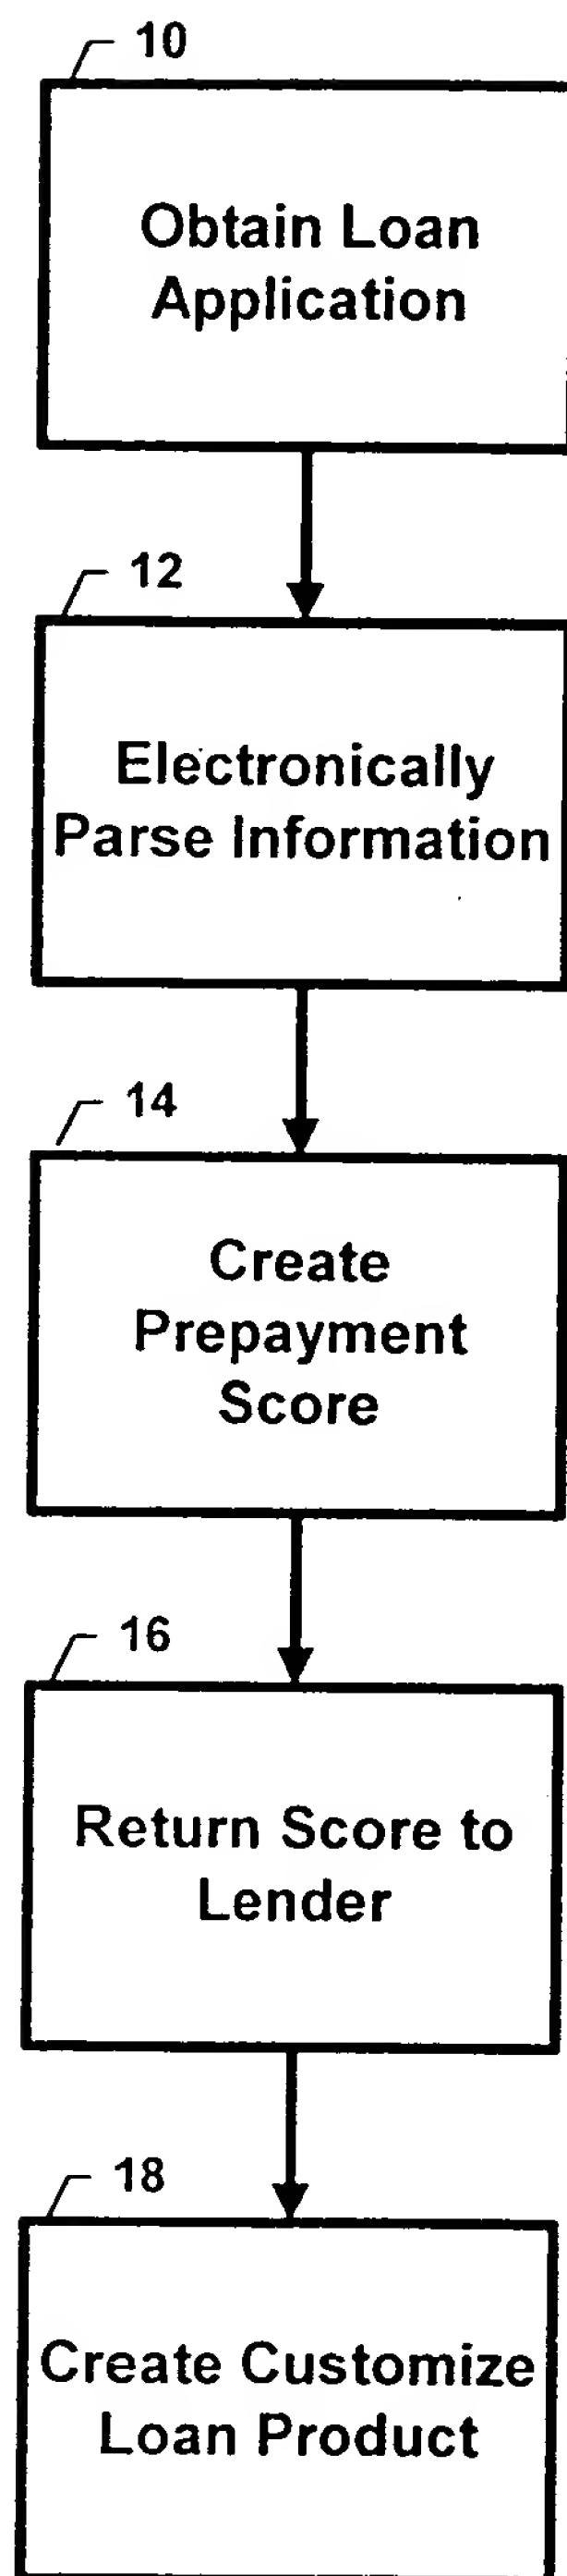 10
Obtain Loan
Application
12
Electronically
Parse Information
14
Create
Prepayment
Score
16
Return Score to
Lender
18
Create Customize
Loan Product